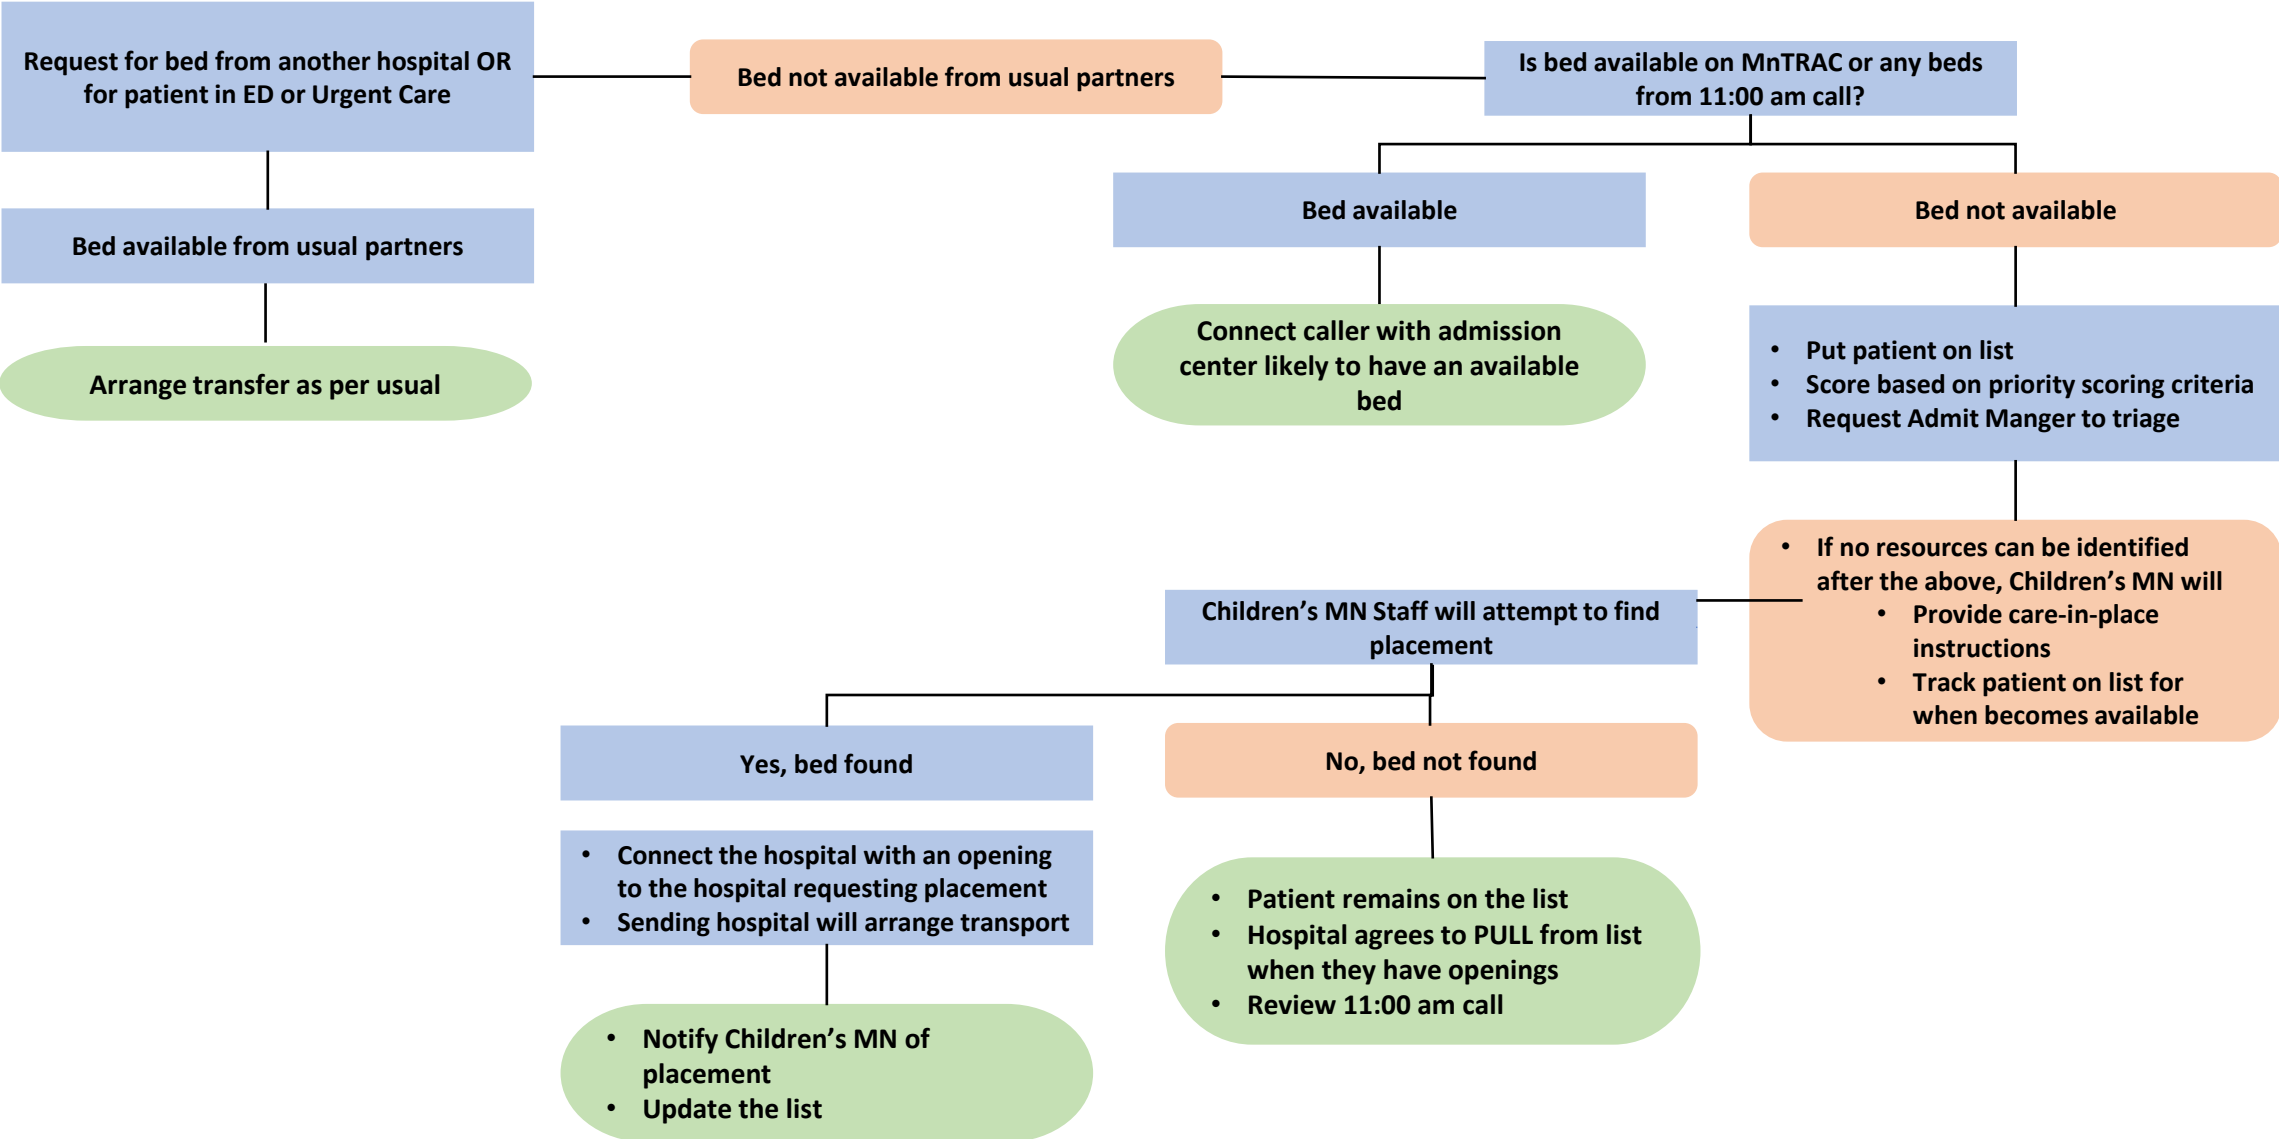 Request for bed from another hospital OR
for patient in ED or Urgent Care
Bed not available from usual partners
Is bed available on MnTRAC or any beds
from 11:00 am call?
Bed available from usual partners
Arrange transfer as per usual
Bed available
Connect caller with admission
center likely to have an available
bed
Bed not available
• Put patient on list
• Score based on priority scoring criteria
• Request Admit Manger to triage
• If no resources can be identified
after the above, Children’s MN will
• Provide care-in-place
instructions
• Track patient on list for
when becomes available
Children’s MN Staff will attempt to find
placement
Yes, bed found
• Connect the hospital with an opening
to the hospital requesting placement
• Sending hospital will arrange transport
• Notify Children’s MN of
placement
• Update the list
No, bed not found
• Patient remains on the list
• Hospital agrees to PULL from list
when they have openings
• Review 11:00 am call